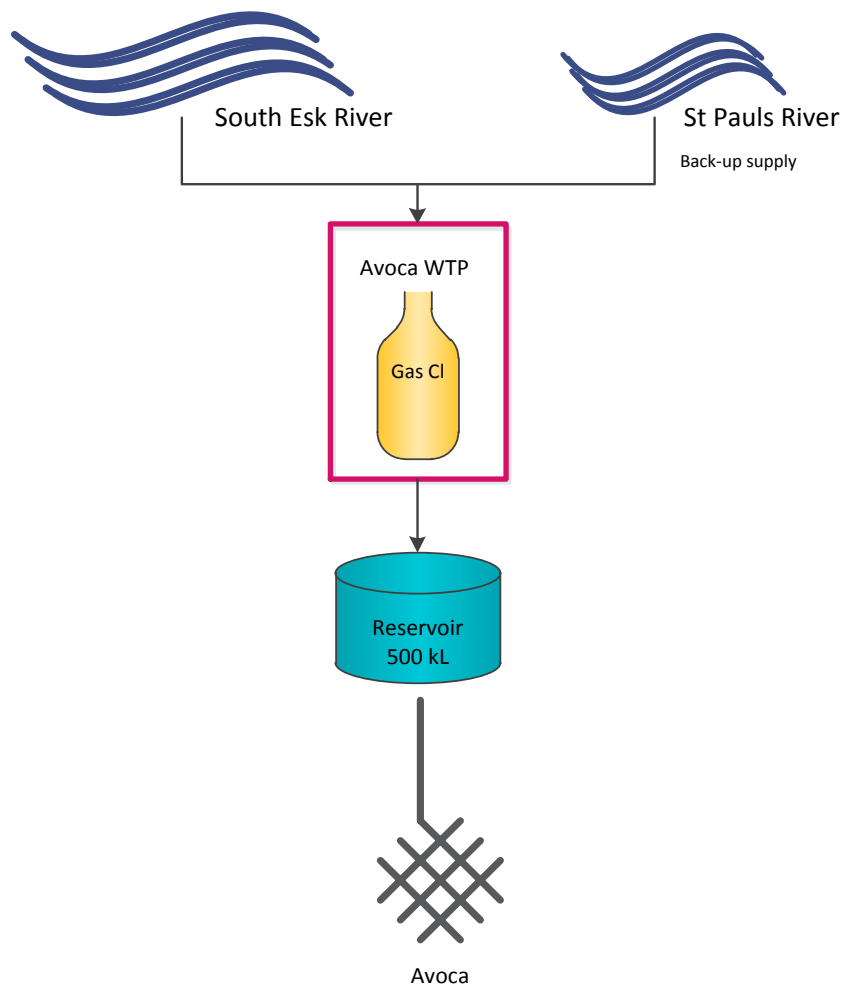 South Esk River
St Pauls River
Back-up supply
Avoca WTP
Gas Cl
Reservoir
500 kL
Avoca